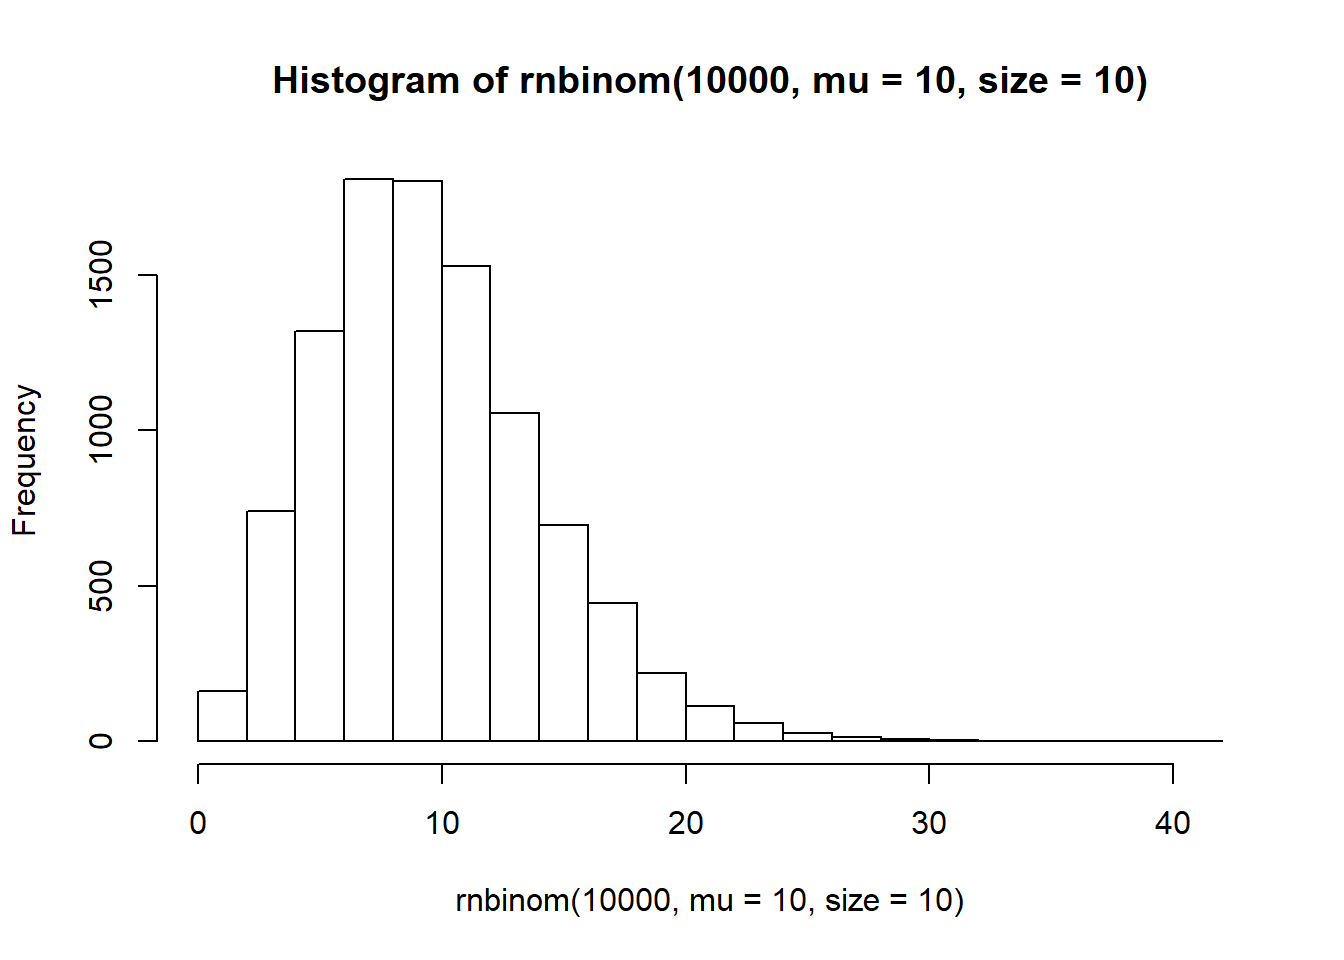 Histogram of rnbinom(10000, mu = 10, size = 10)
Frequency
1500
1000
500
0
0 10 20 30 40
rnbinom(10000, mu = 10, size = 10)